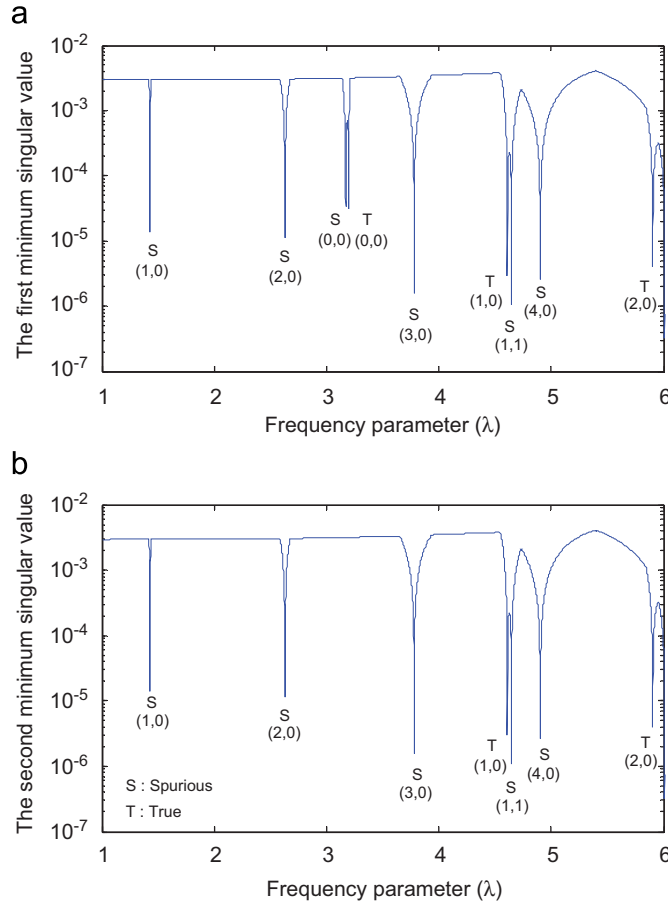 a
The first minimum singular value
10-2
10-3
10-4
10-5
10-6
10-7
S
(1,0)
S
(2,0)
S
(0,0)
T
(0,0)
S
(3,0)
T
(1,0)
S
(1,1)
S
(4,0)
T
(2,0)
1 2 3 4 5 6
Frequency parameter (λ)
b
The second minimum singular value
10-2
10-3
10-4
10-5
10-6
10-7
S
(1,0)
S
(2,0)
S
(3,0)
T
(1,0)
S
(1,1)
S
(4,0)
T
(2,0)
S : Spurious
T : True
1 2 3 4 5 6
Frequency parameter (λ)